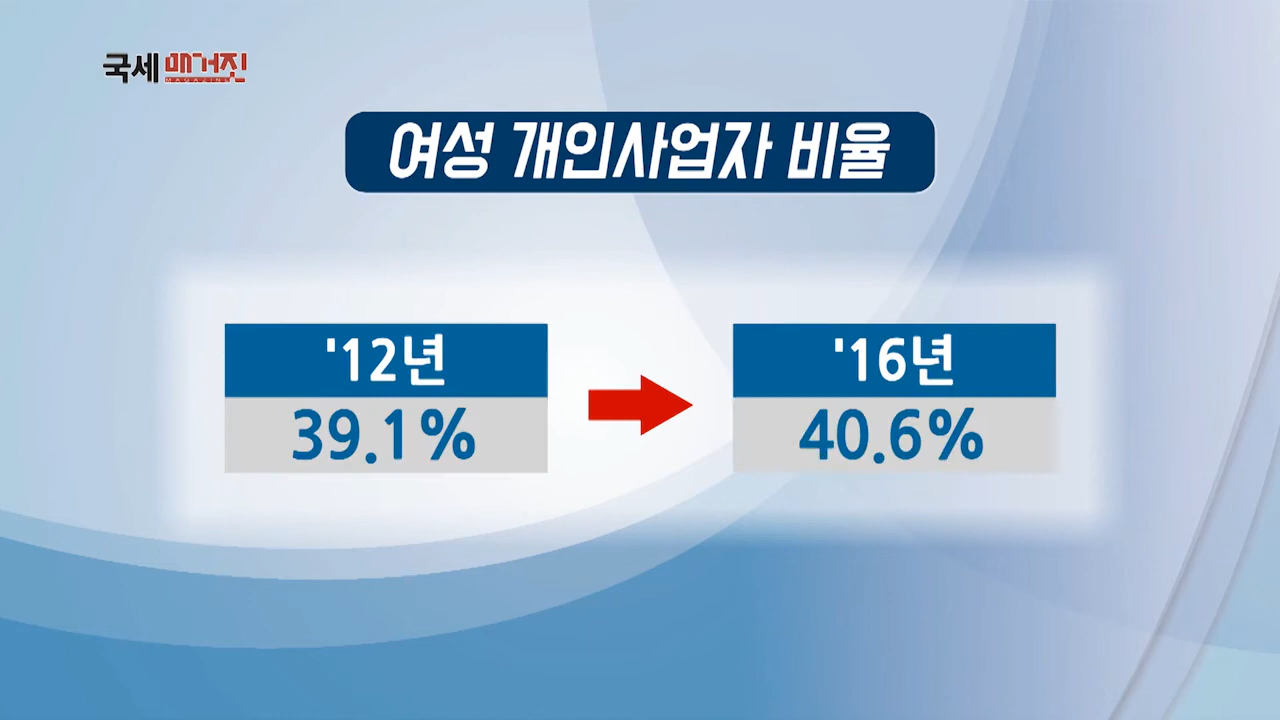 국세 매거진
MAGAZINE
여성 개인사업자 비율
'12년
39.1%
'16년
40.6%